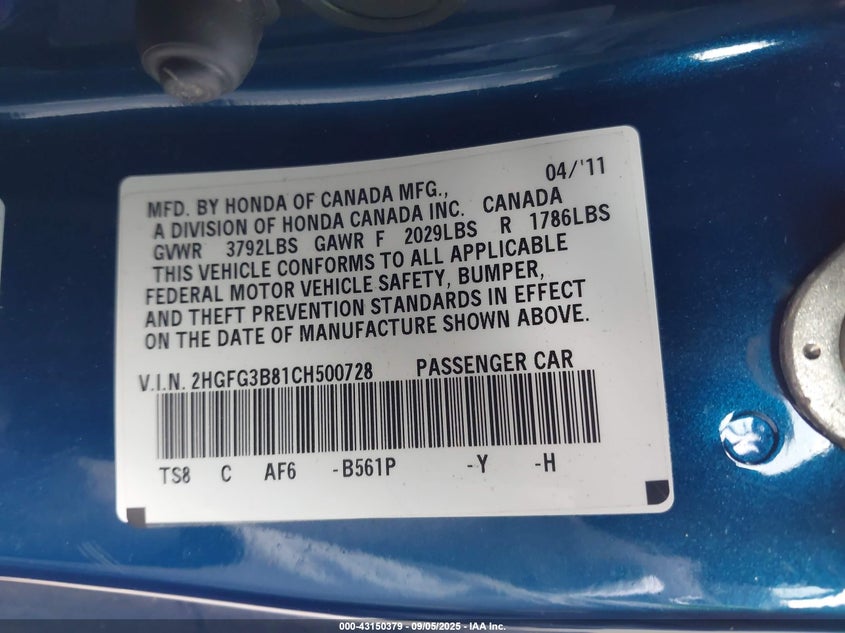 04/'11
MFD. BY HONDA OF CANADA MFG.,
A DIVISION OF HONDA CANADA INC. CANADA
GVWR 3792LBS GAWR F 2029LBS R 1786LBS
THIS VEHICLE CONFORMS TO ALL APPLICABLE
FEDERAL MOTOR VEHICLE SAFETY, BUMPER,
AND THEFT PREVENTION STANDARDS IN EFFECT
ON THE DATE OF MANUFACTURE SHOWN ABOVE.
V.I.N. 2HGFG3B81CH500728 PASSENGER CAR
TS8 C AF6 -B561P -Y -H
000-43150379 - 09/05/2025 - IAA Inc.